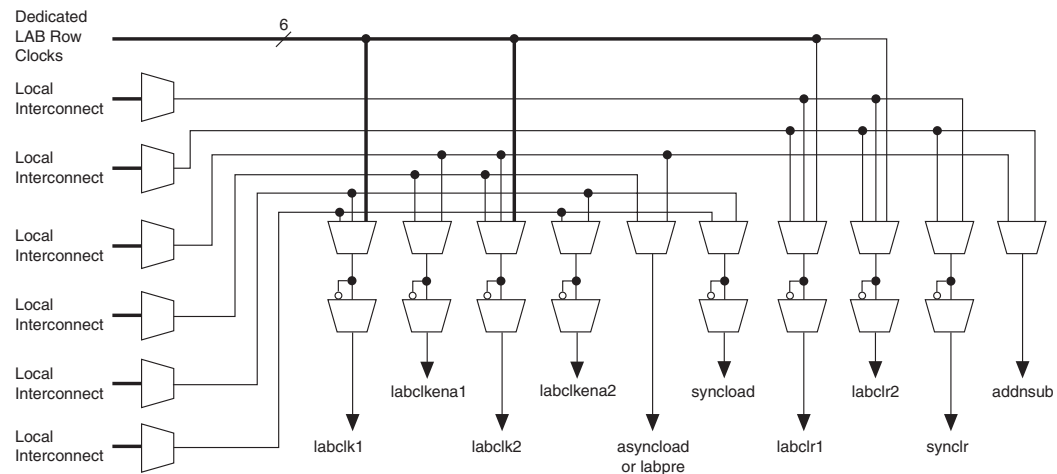 Dedicated
LAB Row
Clocks
6
Local
Interconnect
Local
Interconnect
Local
Interconnect
Local
Interconnect
Local
Interconnect
Local
Interconnect
labclkena1
labclkena2
syncload
labclr2
addnsub
labclk1
labclk2
asyncload
or labpre
labclr1
synclr